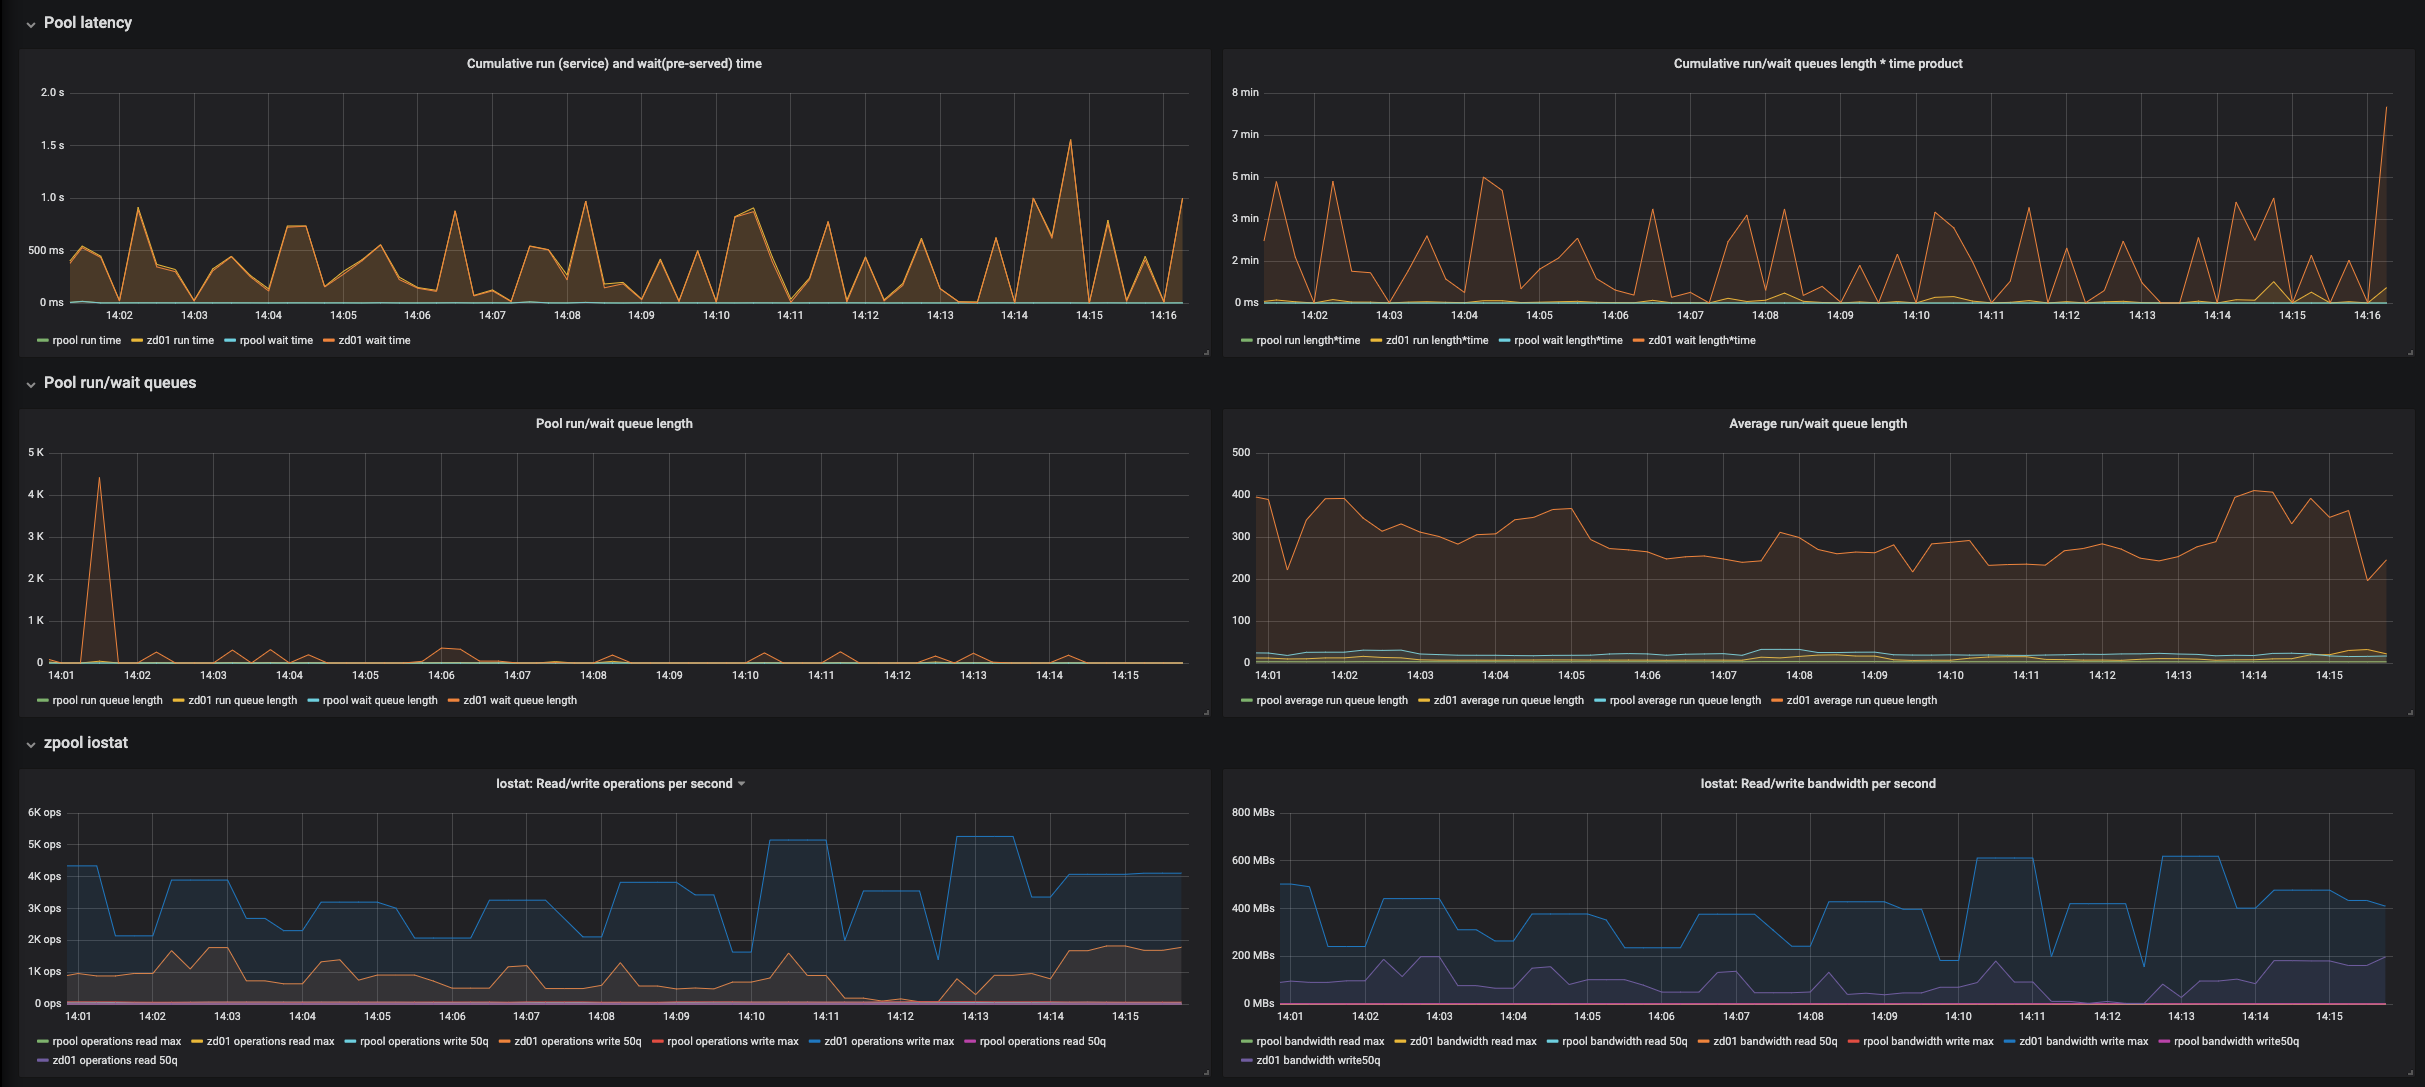 Pool latency
Cumulative run (service) and wait(pre-served) time
2.0 s
1.5 s
1.0 s
500 ms
0 ms
14:02 14:03 14:04 14:05 14:06 14:07 14:08 14:09 14:10 14:11 14:12 14:13 14:14 14:15 14:16
rpool run time zd01 run time rpool wait time zd01 wait time
Cumulative run/wait queues length * time product
8 min
7 min
5 min
3 min
2 min
0 ms
14:02 14:03 14:04 14:05 14:06 14:07 14:08 14:09 14:10 14:11 14:12 14:13 14:14 14:15 14:16
rpool run length*time zd01 run length*time rpool wait length*time zd01 wait length*time
Pool run/wait queues
Pool run/wait queue length
5 K
4 K
3 K
2 K
1 K
0
14:01 14:02 14:03 14:04 14:05 14:06 14:07 14:08 14:09 14:10 14:11 14:12 14:13 14:14 14:15
rpool run queue length zd01 run queue length rpool wait queue length zd01 wait queue length
Average run/wait queue length
500
400
300
200
100
0
14:01 14:02 14:03 14:04 14:05 14:06 14:07 14:08 14:09 14:10 14:11 14:12 14:13 14:14 14:15
rpool average run queue length zd01 average run queue length rpool average run queue length zd01 average run queue length
zpool iostat
Iostat: Read/write operations per second
6K ops
5K ops
4K ops
3K ops
2K ops
1K ops
0 ops
14:01 14:02 14:03 14:04 14:05 14:06 14:07 14:08 14:09 14:10 14:11 14:12 14:13 14:14 14:15
rpool operations read max zd01 operations read max rpool operations write 50q zd01 operations write 50q rpool operations write max zd01 operations write max rpool operations read 50q
zd01 operations read 50q
Iostat: Read/write bandwidth per second
800 MBs
600 MBs
400 MBs
200 MBs
0 MBs
14:01 14:02 14:03 14:04 14:05 14:06 14:07 14:08 14:09 14:10 14:11 14:12 14:13 14:14 14:15
rpool bandwidth read max zd01 bandwidth read max rpool bandwidth read 50q zd01 bandwidth read 50q rpool bandwidth write max zd01 bandwidth write max rpool bandwidth write50q
zd01 bandwidth write50q